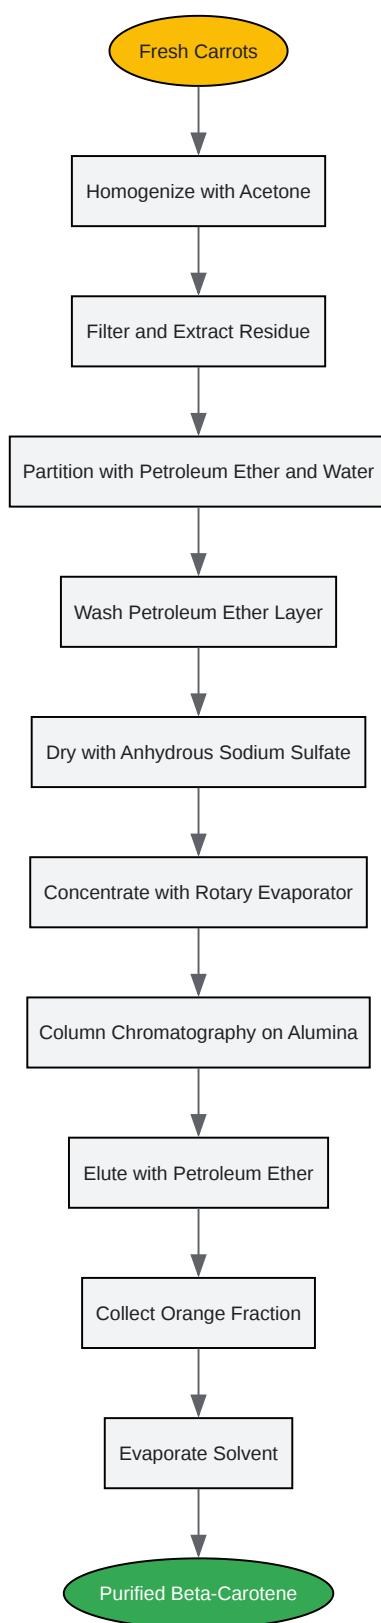 Fresh Carrots
Homogenize with Acetone
Filter and Extract Residue
Partition with Petroleum Ether and Water
Wash Petroleum Ether Layer
Dry with Anhydrous Sodium Sulfate
Concentrate with Rotary Evaporator
Column Chromatography on Alumina
Elute with Petroleum Ether
Collect Orange Fraction
Evaporate Solvent
Purified Beta-Carotene